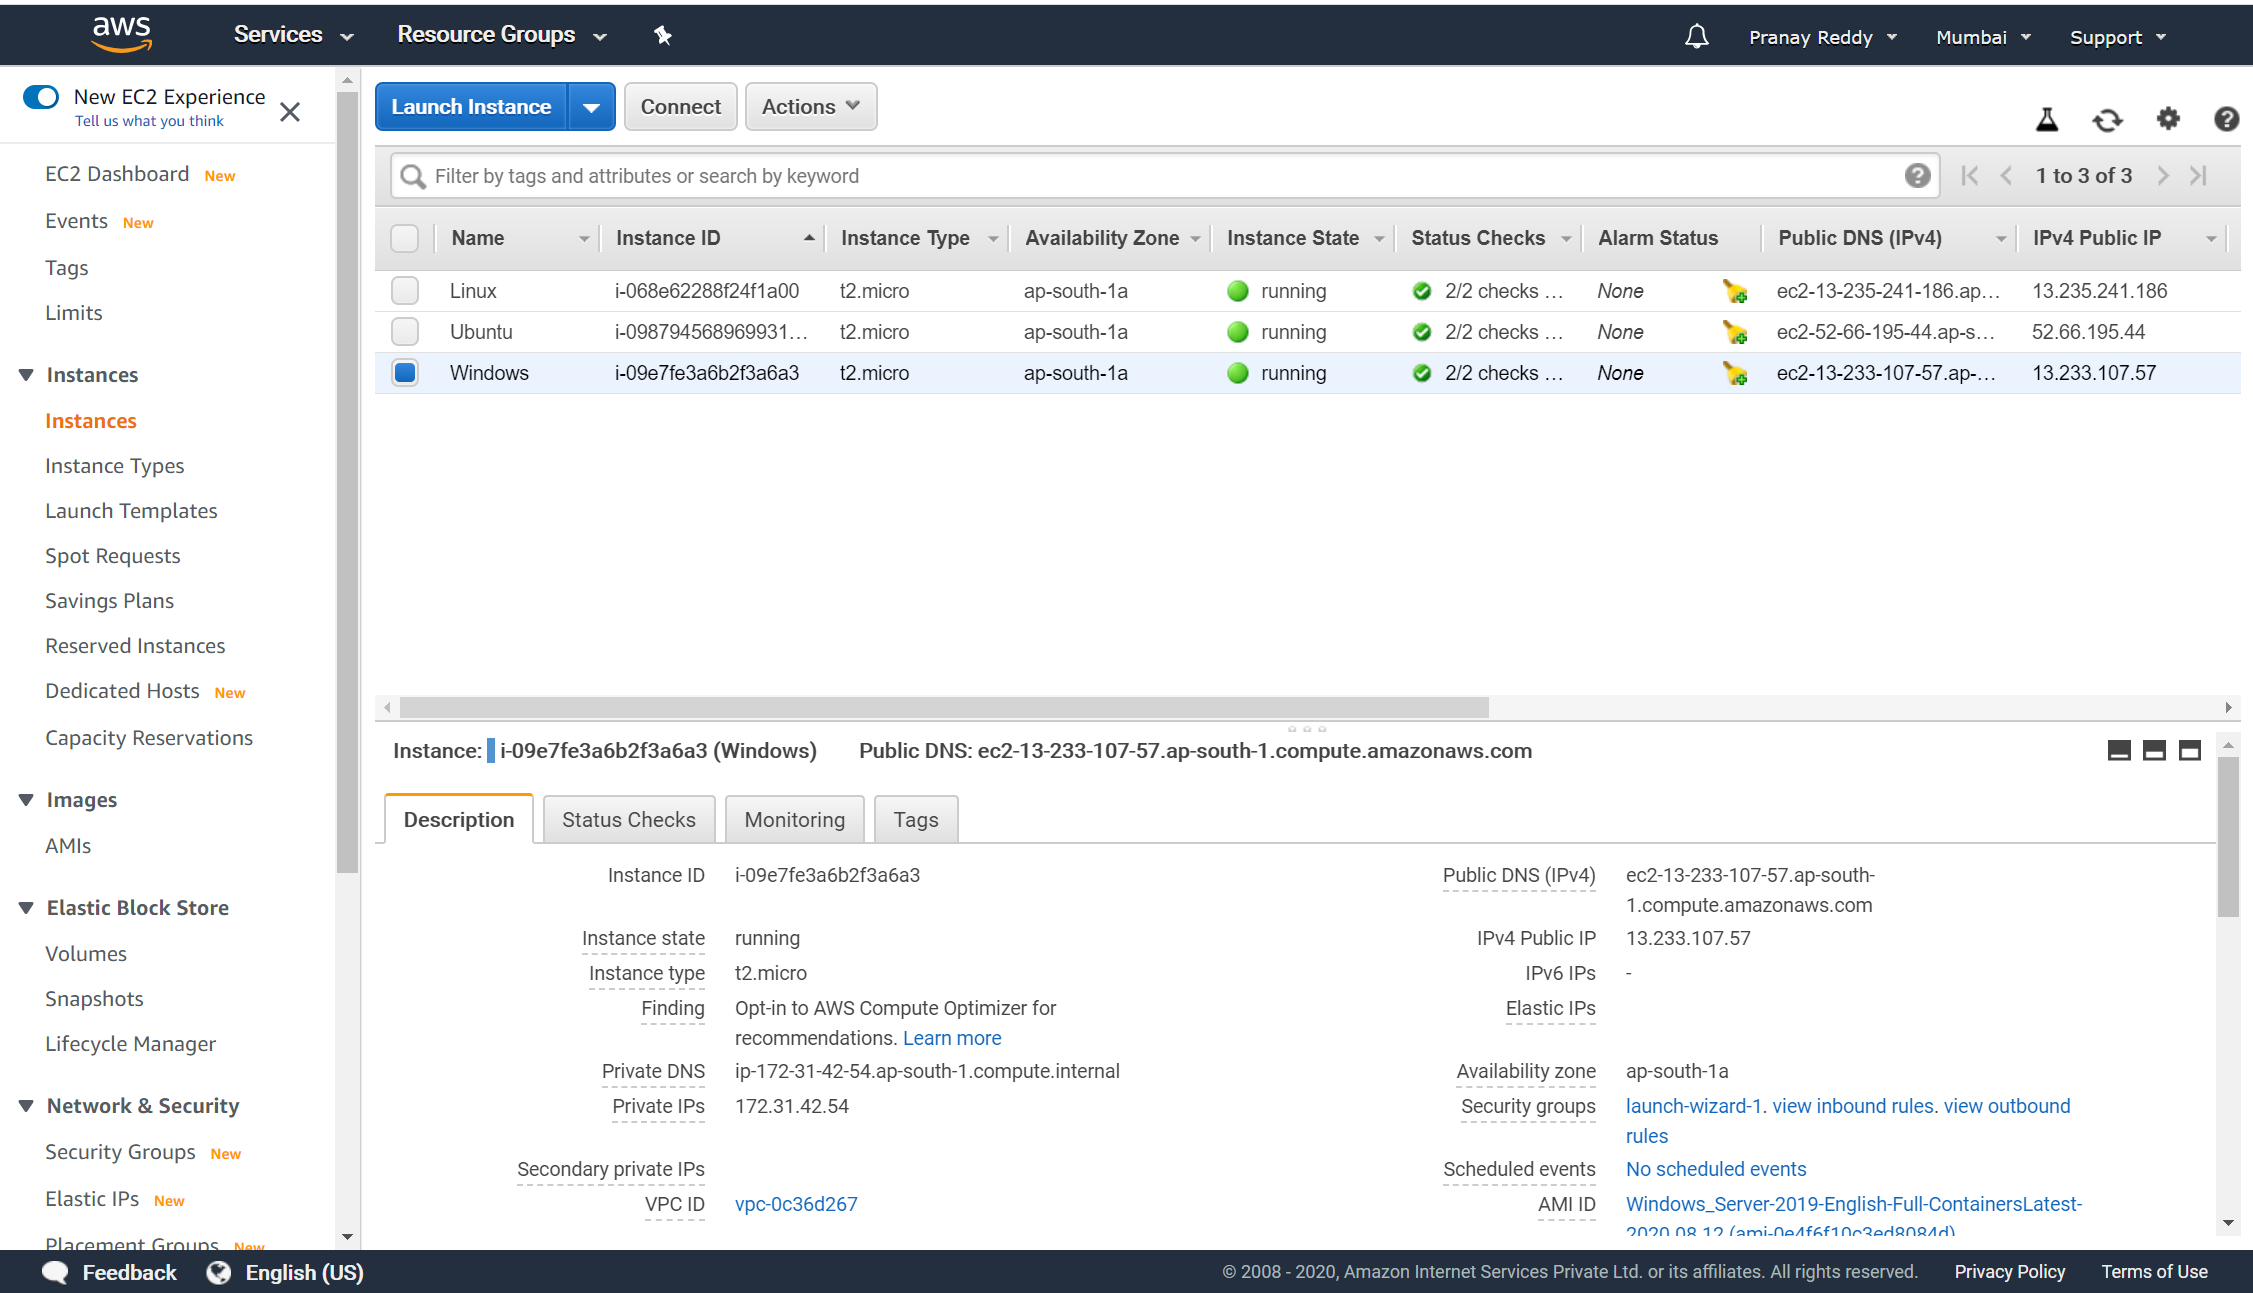 aws Services Resource Groups Pranay Reddy Mumbai Support
New EC2 Experience
Tell us what you think
EC2 Dashboard New
Events New
Tags
Limits
Instances
Instances
Instance Types
Launch Templates
Spot Requests
Savings Plans
Reserved Instances
Dedicated Hosts New
Capacity Reservations
Images
AMIs
Elastic Block Store
Volumes
Snapshots
Lifecycle Manager
Network & Security
Security Groups New
Elastic IPs New
Placement Groups New
Launch Instance Connect Actions
Filter by tags and attributes or search by keyword 1 to 3 of 3
Name Instance ID Instance Type Availability Zone Instance State Status Checks Alarm Status Public DNS (IPv4) IPv4 Public IP
Linux i-068e62288f24f1a00 t2.micro ap-south-1a running 2/2 checks ... None ec2-13-235-241-186.ap... 13.235.241.186
Ubuntu i-098794568969931... t2.micro ap-south-1a running 2/2 checks ... None ec2-52-66-195-44.ap-s... 52.66.195.44
Windows i-09e7fe3a6b2f3a6a3 t2.micro ap-south-1a running 2/2 checks ... None ec2-13-233-107-57.ap-... 13.233.107.57
Instance: i-09e7fe3a6b2f3a6a3 (Windows) Public DNS: ec2-13-233-107-57.ap-south-1.compute.amazonaws.com
Description Status Checks Monitoring Tags
Instance ID i-09e7fe3a6b2f3a6a3
Instance state running
Instance type t2.micro
Finding Opt-in to AWS Compute Optimizer for
recommendations. Learn more
Private DNS ip-172-31-42-54.ap-south-1.compute.internal
Private IPs 172.31.42.54
Secondary private IPs
VPC ID vpc-0c36d267
Public DNS (IPv4) ec2-13-233-107-57.ap-south-
1.compute.amazonaws.com
IPv4 Public IP 13.233.107.57
IPv6 IPs -
Elastic IPs
Availability zone ap-south-1a
Security groups launch-wizard-1. view inbound rules. view outbound
rules
Scheduled events No scheduled events
AMI ID Windows_Server-2019-English-Full-ContainersLatest-
2020.08.12 (ami-0e4f6f10c3ed8084d)
Feedback English (US) © 2008 - 2020, Amazon Internet Services Private Ltd. or its affiliates. All rights reserved. Privacy Policy Terms of Use